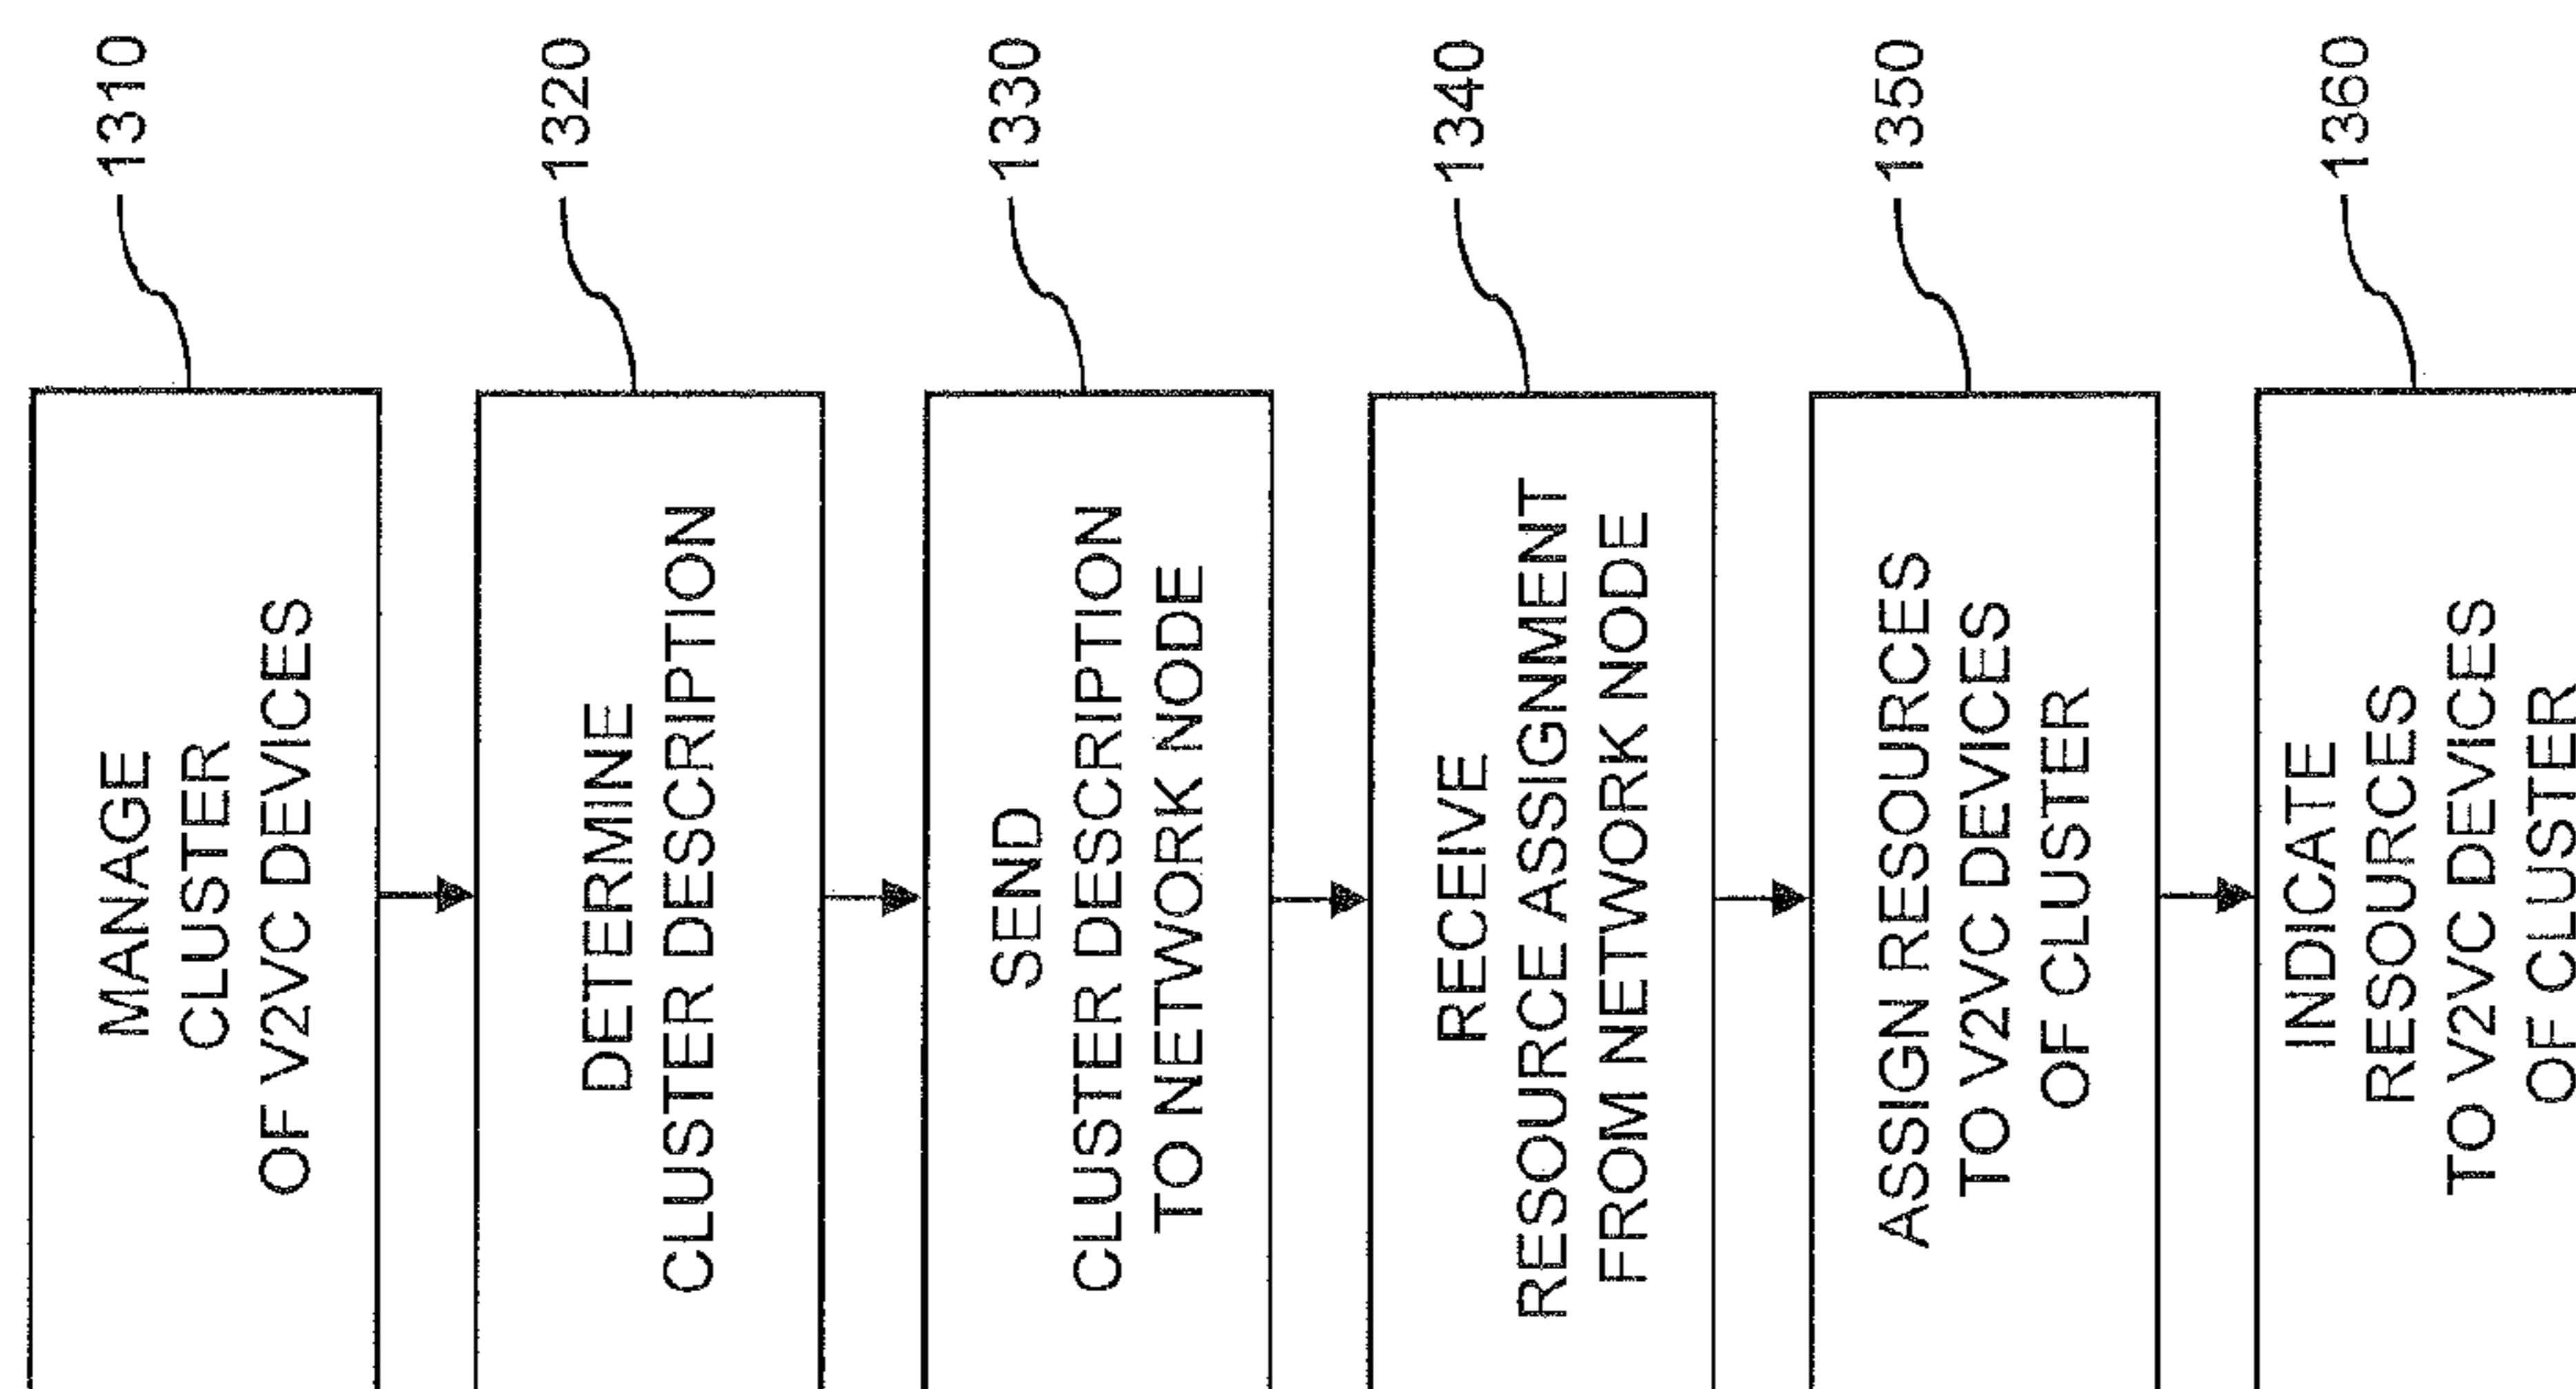 MANAGE
CLUSTER
OF V2VC DEVICES
1310
DETERMINE
CLUSTER DESCRIPTION
1320
SEND
CLUSTER DESCRIPTION
TO NETWORK NODE
1330
RECEIVE
RESOURCE ASSIGNMENT
FROM NETWORK NODE
1340
ASSIGN RESOURCES
TO V2VC DEVICES
OF CLUSTER
1350
INDICATE
RESOURCES
TO V2VC DEVICES
OF CLUSTER
1360